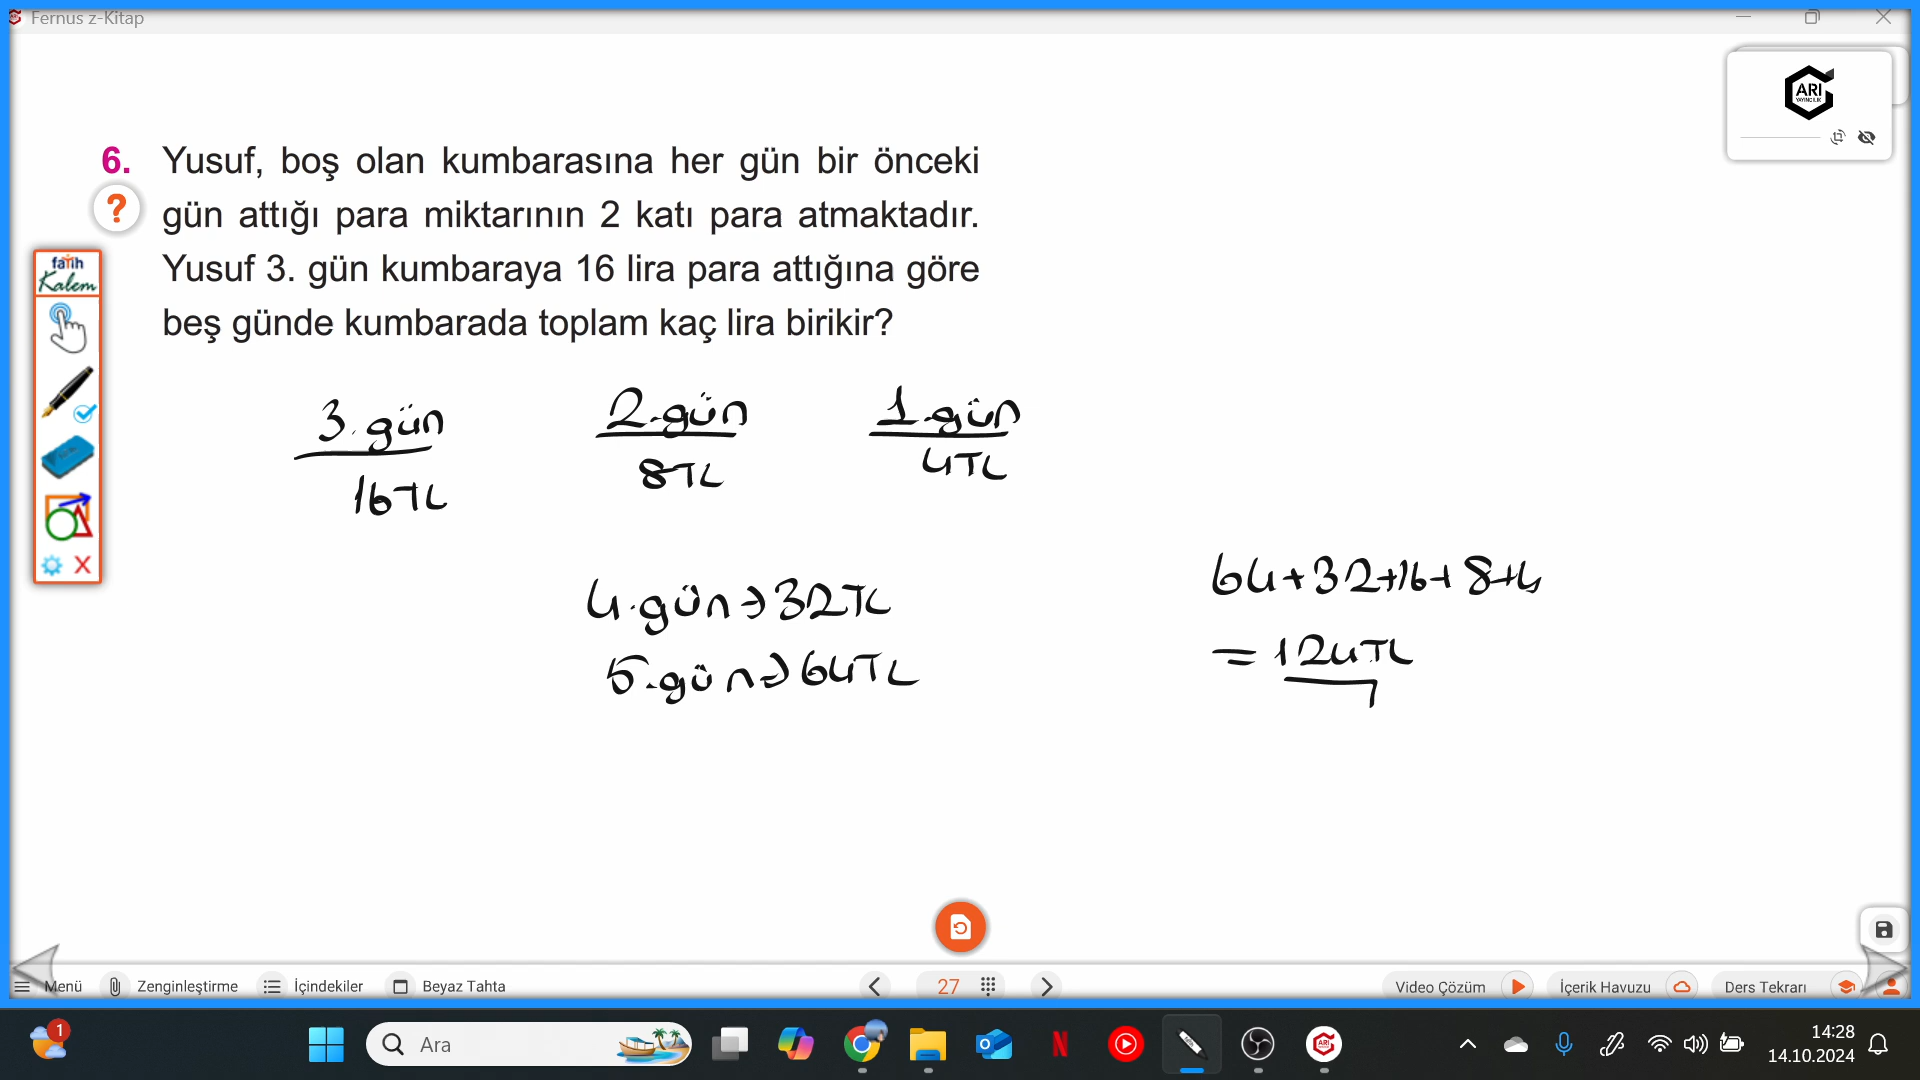 Fernus z-Kitap
ARI
YAYINCILIK
6. Yusuf, boş olan kumbarasına her gün bir önceki
gün attığı para miktarının 2 katı para atmaktadır.
Yusuf 3. gün kumbaraya 16 lira para attığına göre
beş günde kumbarada toplam kaç lira birikir?
?
fatih
Kalem
3. gün 2. gün 1. gün
16TL 8TL 4TL
4. gün → 32TL
5. gün → 64TL
64+32+16+8+4
= 124TL
Menü Zenginleştirme İçindekiler Beyaz Tahta 27 Video Çözüm İçerik Havuzu Ders Tekrarı
1 Ara 14:28
14.10.2024